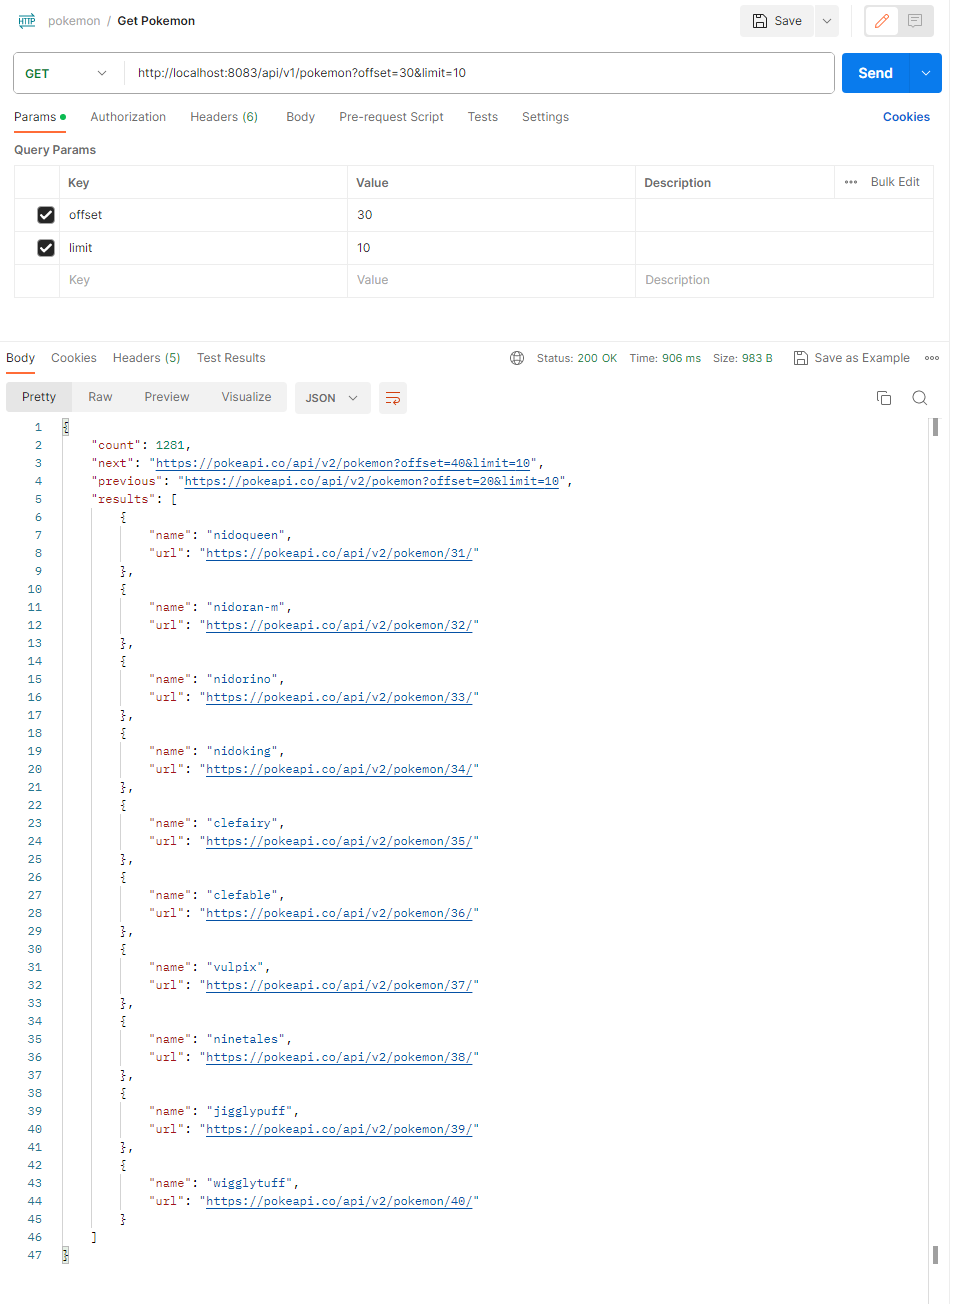 HTTP pokemon / Get Pokemon Save
GET http://localhost:8083/api/v1/pokemon?offset=30&limit=10 Send
Params Authorization Headers (6) Body Pre-request Script Tests Settings Cookies
Query Params
Key Value Description ••• Bulk Edit
offset 30
limit 10
Key Value Description
Body Cookies Headers (5) Test Results Status: 200 OK Time: 906 ms Size: 983 B Save as Example
Pretty Raw Preview Visualize JSON
1 {
2 "count": 1281,
3 "next": "https://pokeapi.co/api/v2/pokemon?offset=40&limit=10",
4 "previous": "https://pokeapi.co/api/v2/pokemon?offset=20&limit=10",
5 "results": [
6 {
7 "name": "nidoqueen",
8 "url": "https://pokeapi.co/api/v2/pokemon/31/"
9 },
10 {
11 "name": "nidoran-m",
12 "url": "https://pokeapi.co/api/v2/pokemon/32/"
13 },
14 {
15 "name": "nidorino",
16 "url": "https://pokeapi.co/api/v2/pokemon/33/"
17 },
18 {
19 "name": "nidoking",
20 "url": "https://pokeapi.co/api/v2/pokemon/34/"
21 },
22 {
23 "name": "clefairy",
24 "url": "https://pokeapi.co/api/v2/pokemon/35/"
25 },
26 {
27 "name": "clefable",
28 "url": "https://pokeapi.co/api/v2/pokemon/36/"
29 },
30 {
31 "name": "vulpix",
32 "url": "https://pokeapi.co/api/v2/pokemon/37/"
33 },
34 {
35 "name": "ninetales",
36 "url": "https://pokeapi.co/api/v2/pokemon/38/"
37 },
38 {
39 "name": "jigglypuff",
40 "url": "https://pokeapi.co/api/v2/pokemon/39/"
41 },
42 {
43 "name": "wigglytuff",
44 "url": "https://pokeapi.co/api/v2/pokemon/40/"
45 }
46 ]
47 }